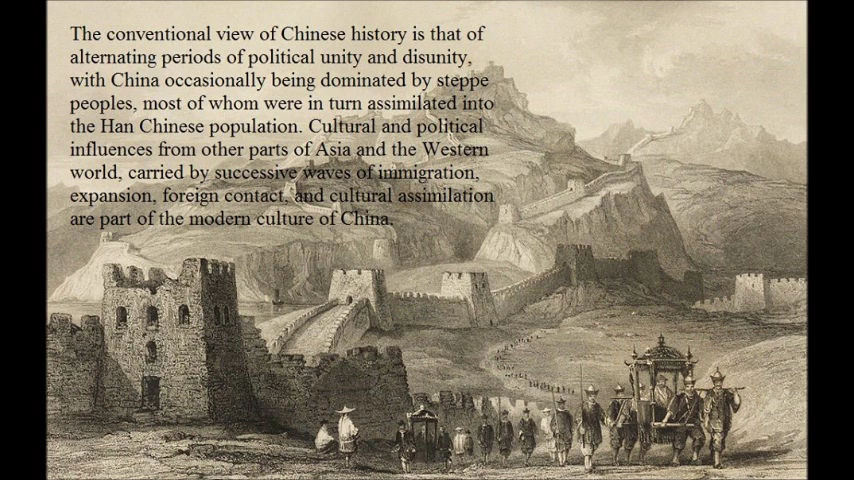 The conventional view of Chinese history is that of
alternating periods of political unity and disunity,
with China occasionally being dominated by steppe
peoples, most of whom were in turn assimilated into
the Han Chinese population. Cultural and political
influences from other parts of Asia and the Western
world, carried by successive waves of immigration,
expansion, foreign contact, and cultural assimilation
are part of the modern culture of China.